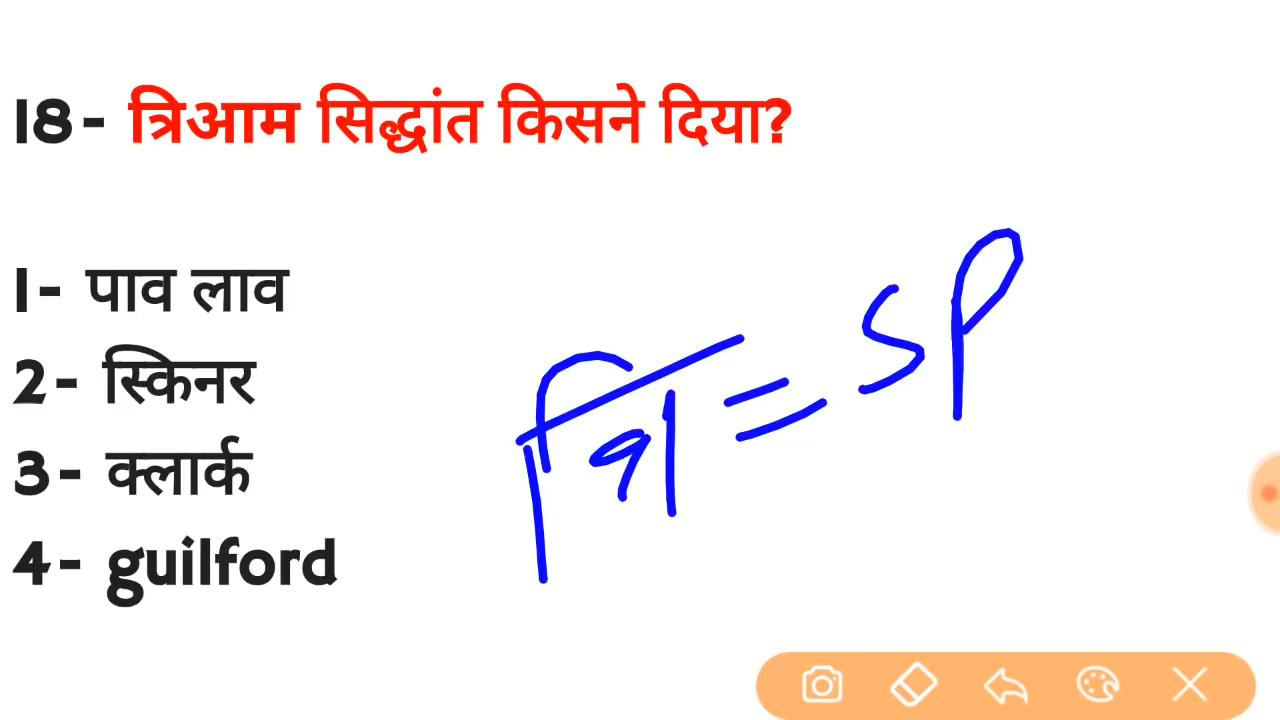 18- त्रिआम सिद्धांत किसने दिया?
1- पाव लाव
2- स्किनर
3- क्लार्क
4- guilford
= SP